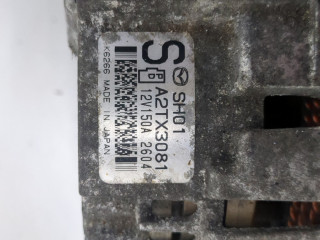 S SH01
P A2TX3081
12V150A 2604
K6266 MADE IN JAPAN